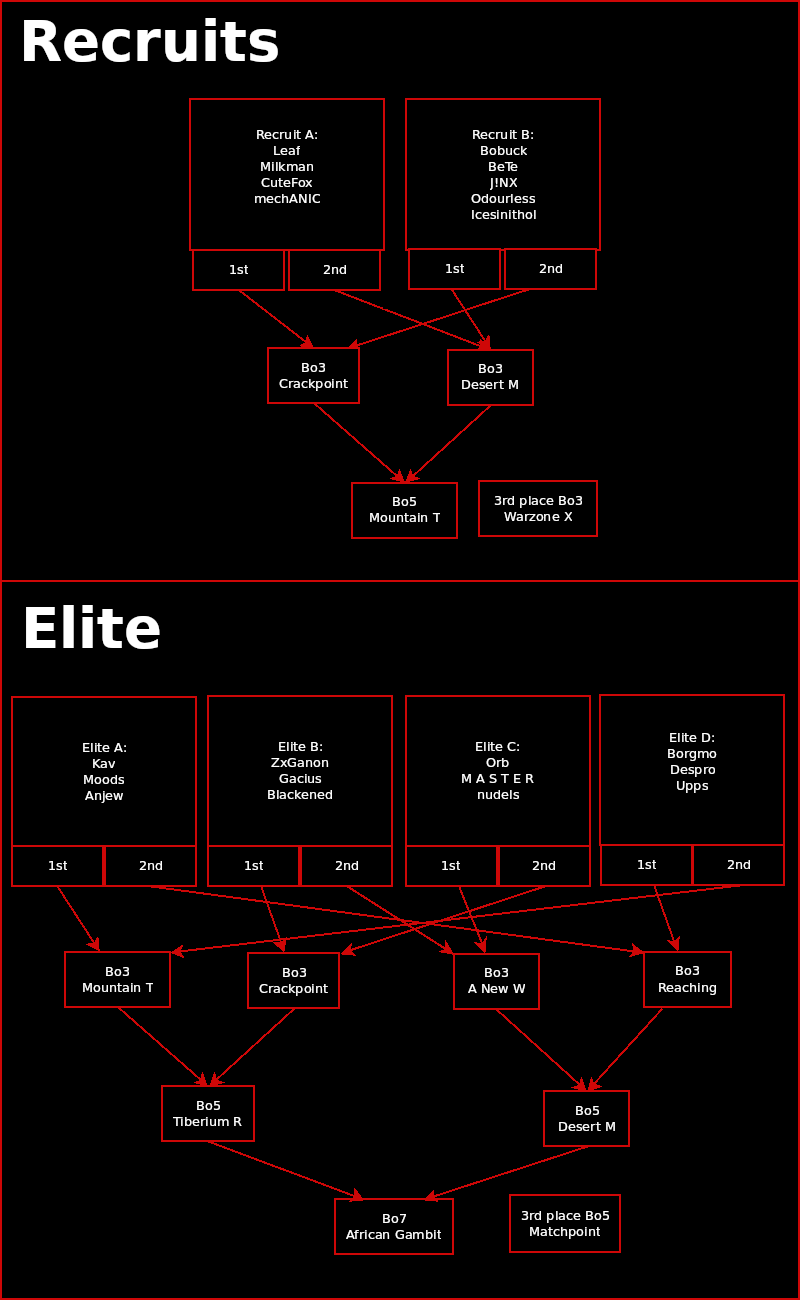 Recruits
Recruit A:
Leaf
Milkman
CuteFox
mechANIC
Recruit B:
Bobuck
BeTe
J!NX
Odourless
Icesinithol
1st
2nd
1st
2nd
Bo3
Crackpoint
Bo3
Desert M
Bo5
Mountain T
3rd place Bo3
Warzone X
Elite
Elite A:
Kav
Moods
Anjew
Elite B:
ZxGanon
Gacius
Blackened
Elite C:
Orb
M A S T E R
nudels
Elite D:
Borgmo
Despro
Upps
1st
2nd
1st
2nd
1st
2nd
1st
2nd
Bo3
Mountain T
Bo3
Crackpoint
Bo3
A New W
Bo3
Reaching
Bo5
Tiberium R
Bo5
Desert M
Bo7
African Gambit
3rd place Bo5
Matchpoint